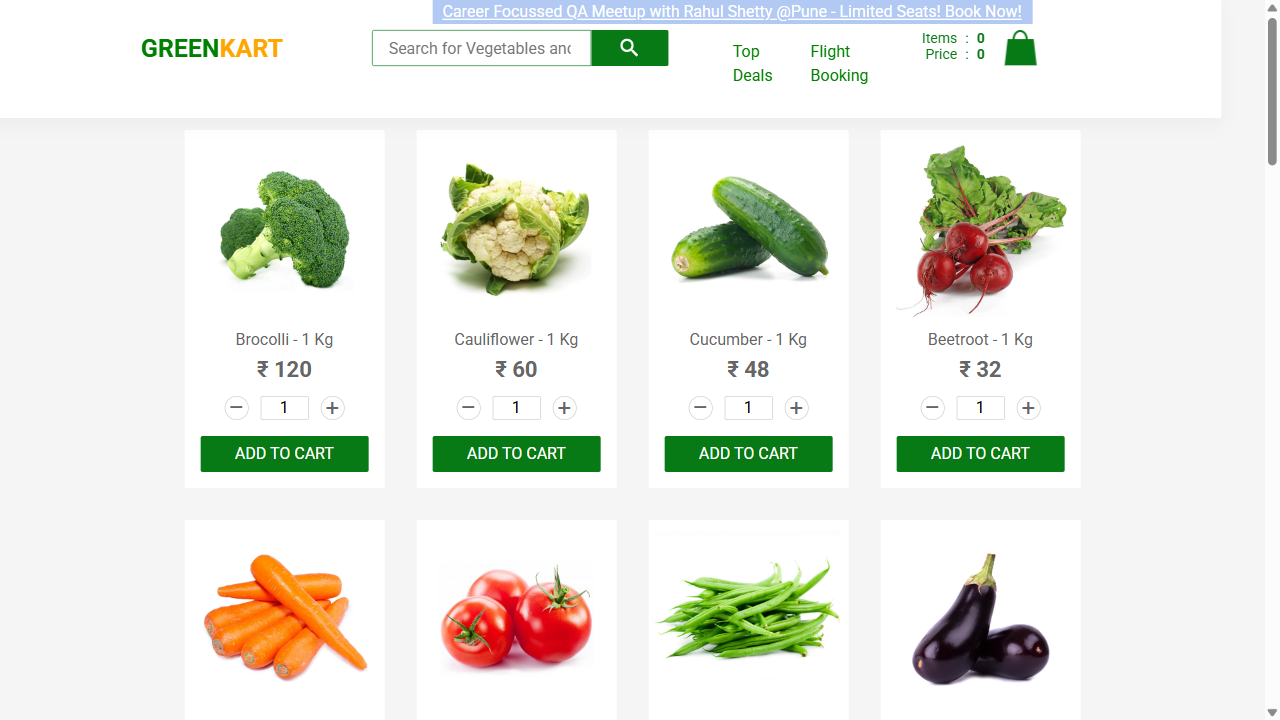 Career Focussed QA Meetup with Rahul Shetty @Pune - Limited Seats! Book Now!
GREENKART
Search for Vegetables and
Top Deals
Flight Booking
Items : 0
Price : 0
Brocolli - 1 Kg
₹ 120
− 1 +
ADD TO CART
Cauliflower - 1 Kg
₹ 60
− 1 +
ADD TO CART
Cucumber - 1 Kg
₹ 48
− 1 +
ADD TO CART
Beetroot - 1 Kg
₹ 32
− 1 +
ADD TO CART